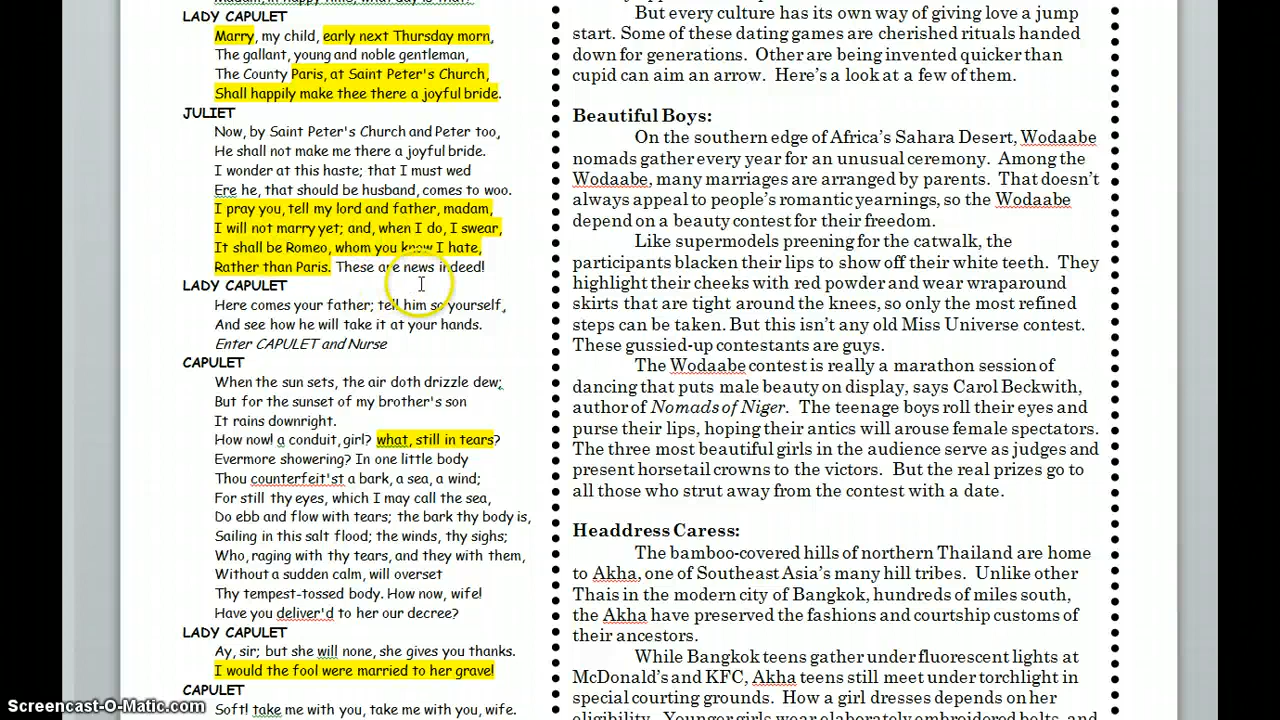 LADY CAPULET
Marry, my child, early next Thursday morn,
The gallant, young and noble gentleman,
The County Paris, at Saint Peter's Church,
Shall happily make thee there a joyful bride.
JULIET
Now, by Saint Peter's Church and Peter too,
He shall not make me there a joyful bride.
I wonder at this haste; that I must wed
Ere he, that should be husband, comes to woo.
I pray you, tell my lord and father, madam,
I will not marry yet; and, when I do, I swear,
It shall be Romeo, whom you know I hate,
Rather than Paris. These are news indeed!
LADY CAPULET
Here comes your father; tell him so yourself,
And see how he will take it at your hands.
Enter CAPULET and Nurse
CAPULET
When the sun sets, the air doth drizzle dew;
But for the sunset of my brother's son
It rains downright.
How now! a conduit, girl? what, still in tears?
Evermore showering? In one little body
Thou counterfeit'st a bark, a sea, a wind;
For still thy eyes, which I may call the sea,
Do ebb and flow with tears; the bark thy body is,
Sailing in this salt flood; the winds, thy sighs;
Who, raging with thy tears, and they with them,
Without a sudden calm, will overset
Thy tempest-tossed body. How now, wife!
Have you deliver'd to her our decree?
LADY CAPULET
Ay, sir; but she will none, she gives you thanks.
I would the fool were married to her grave!
CAPULET
Soft! take me with you, take me with you, wife.
But every culture has its own way of giving love a jump
start. Some of these dating games are cherished rituals handed
down for generations. Other are being invented quicker than
cupid can aim an arrow. Here's a look at a few of them.
Beautiful Boys:
On the southern edge of Africa's Sahara Desert, Wodaabe
nomads gather every year for an unusual ceremony. Among the
Wodaabe, many marriages are arranged by parents. That doesn't
always appeal to people's romantic yearnings, so the Wodaabe
depend on a beauty contest for their freedom.
Like supermodels preening for the catwalk, the
participants blacken their lips to show off their white teeth. They
highlight their cheeks with red powder and wear wraparound
skirts that are tight around the knees, so only the most refined
steps can be taken. But this isn't any old Miss Universe contest.
These gussied-up contestants are guys.
The Wodaabe contest is really a marathon session of
dancing that puts male beauty on display, says Carol Beckwith,
author of Nomads of Niger. The teenage boys roll their eyes and
purse their lips, hoping their antics will arouse female spectators.
The three most beautiful girls in the audience serve as judges and
present horsetail crowns to the victors. But the real prizes go to
all those who strut away from the contest with a date.
Headdress Caress:
The bamboo-covered hills of northern Thailand are home
to Akha, one of Southeast Asia's many hill tribes. Unlike other
Thais in the modern city of Bangkok, hundreds of miles south,
the Akha have preserved the fashions and courtship customs of
their ancestors.
While Bangkok teens gather under fluorescent lights at
McDonald's and KFC, Akha teens still meet under torchlight in
special courting grounds. How a girl dresses depends on her
eligibility. Younger girls wear elaborately embroidered belts, and
Screencast-O-Matic.com